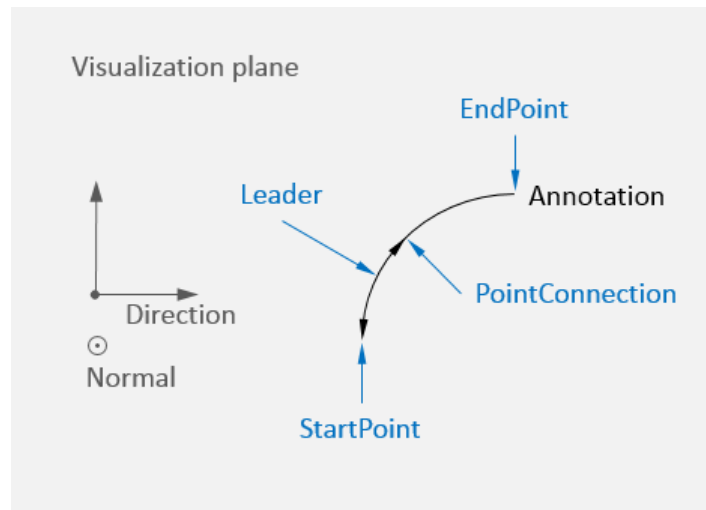 Visualization plane
EndPoint
Leader
Annotation
PointConnection
Direction
Normal
StartPoint